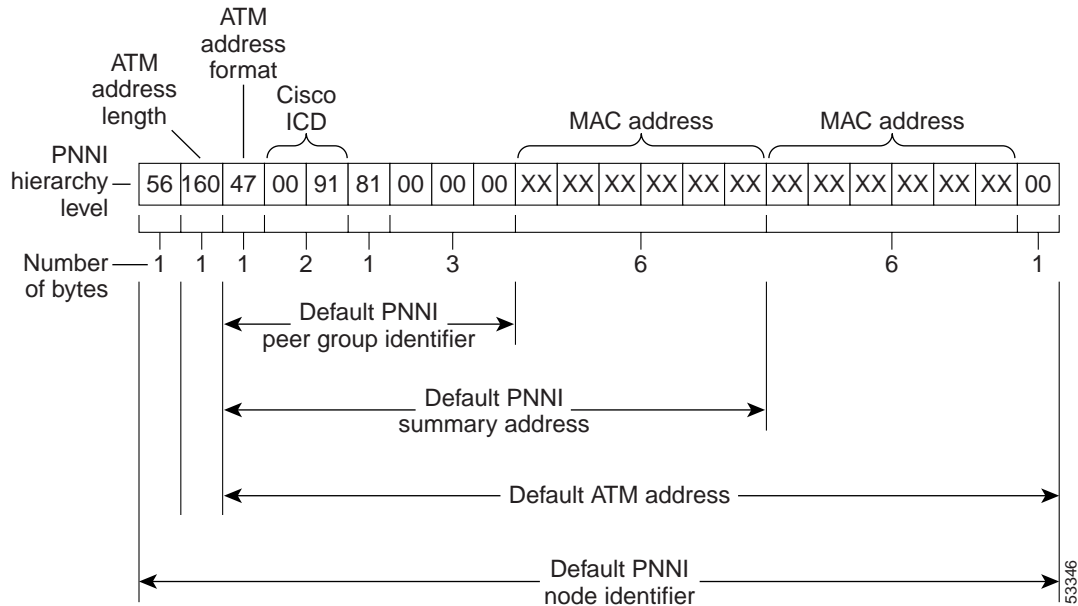 ATM
address
format
ATM
address
length
Cisco
ICD
MAC address
MAC address
PNNI
hierarchy
level
56 160 47 00 91 81 00 00 00 XX XX XX XX XX XX XX XX XX XX XX XX 00
Number
of bytes
1 1 1 2 1 3 6 6 1
Default PNNI
peer group identifier
Default PNNI
summary address
Default ATM address
Default PNNI
node identifier
53346